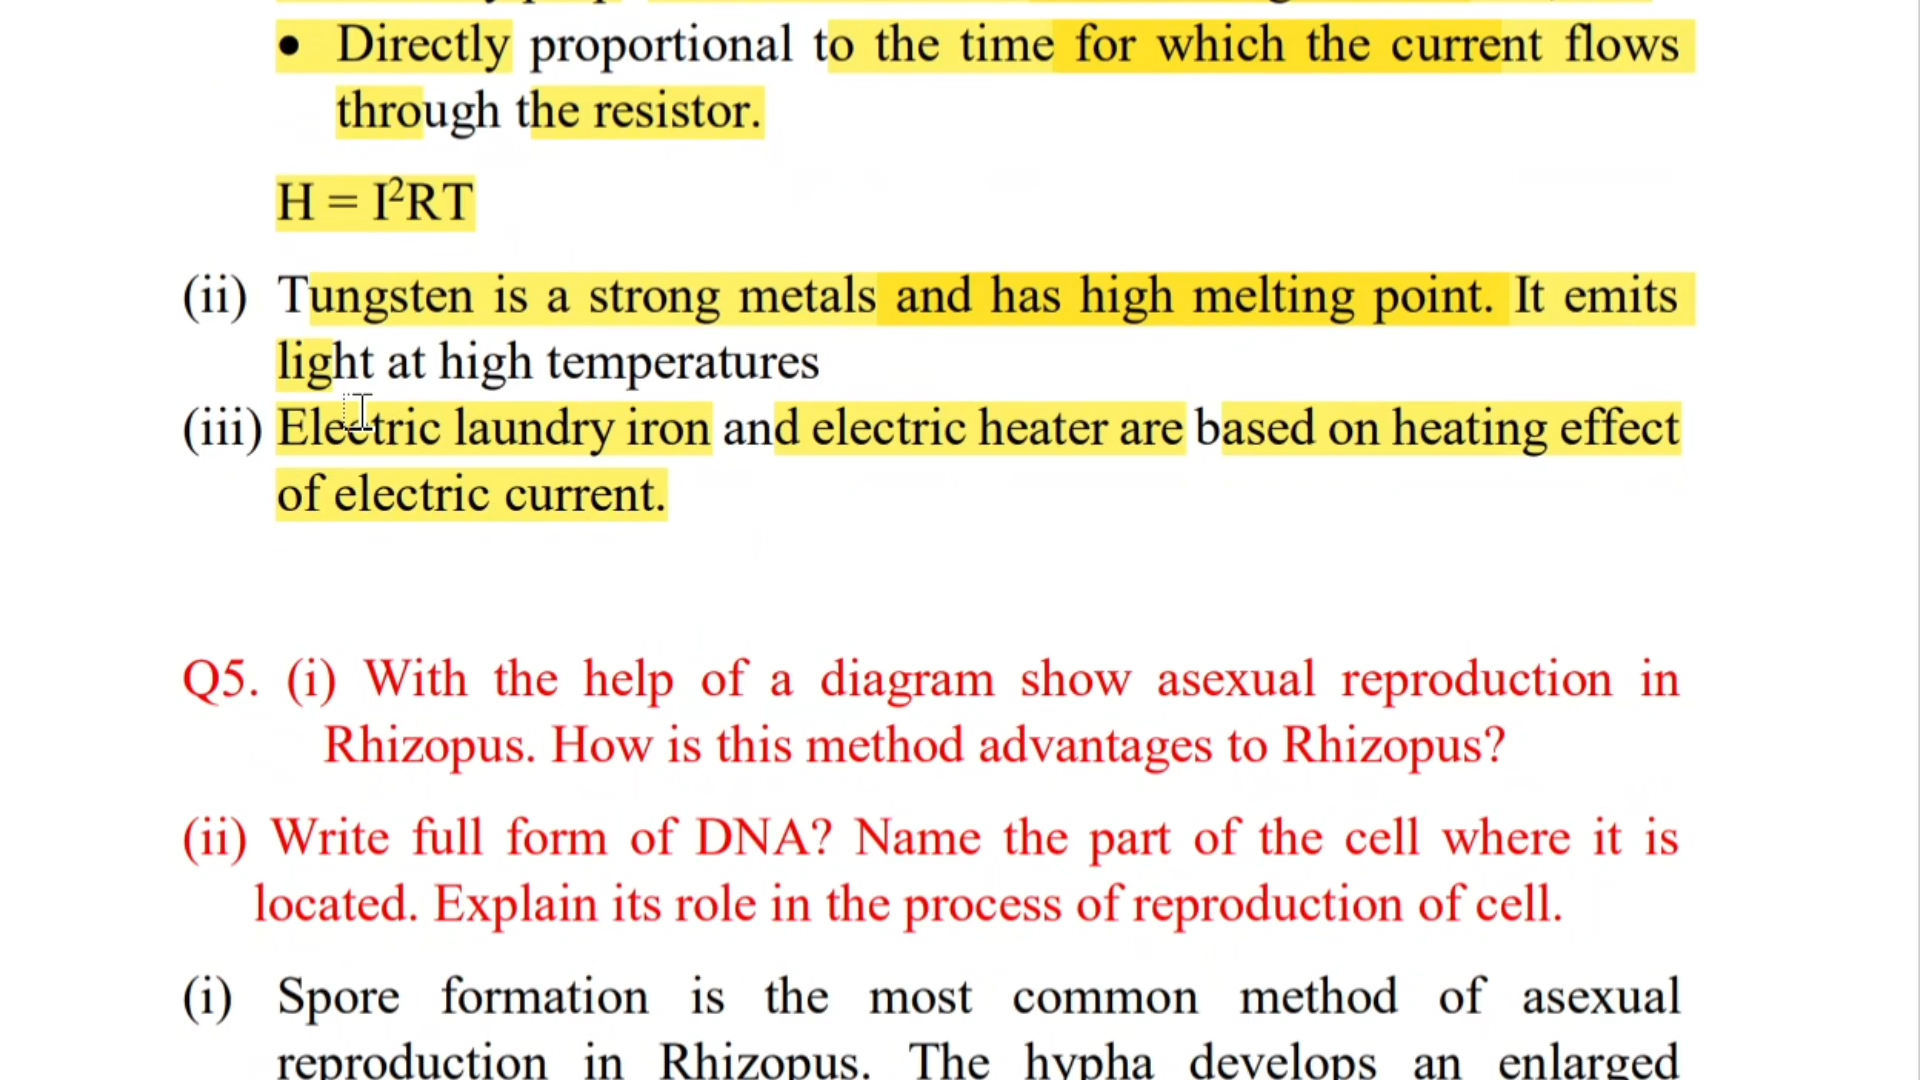 • Directly proportional to the time for which the current flows
through the resistor.
H = I²RT
(ii) Tungsten is a strong metals and has high melting point. It emits
light at high temperatures
(iii) Electric laundry iron and electric heater are based on heating effect
of electric current.
Q5. (i) With the help of a diagram show asexual reproduction in
Rhizopus. How is this method advantages to Rhizopus?
(ii) Write full form of DNA? Name the part of the cell where it is
located. Explain its role in the process of reproduction of cell.
(i) Spore formation is the most common method of asexual
reproduction in Rhizopus. The hypha develops an enlarged